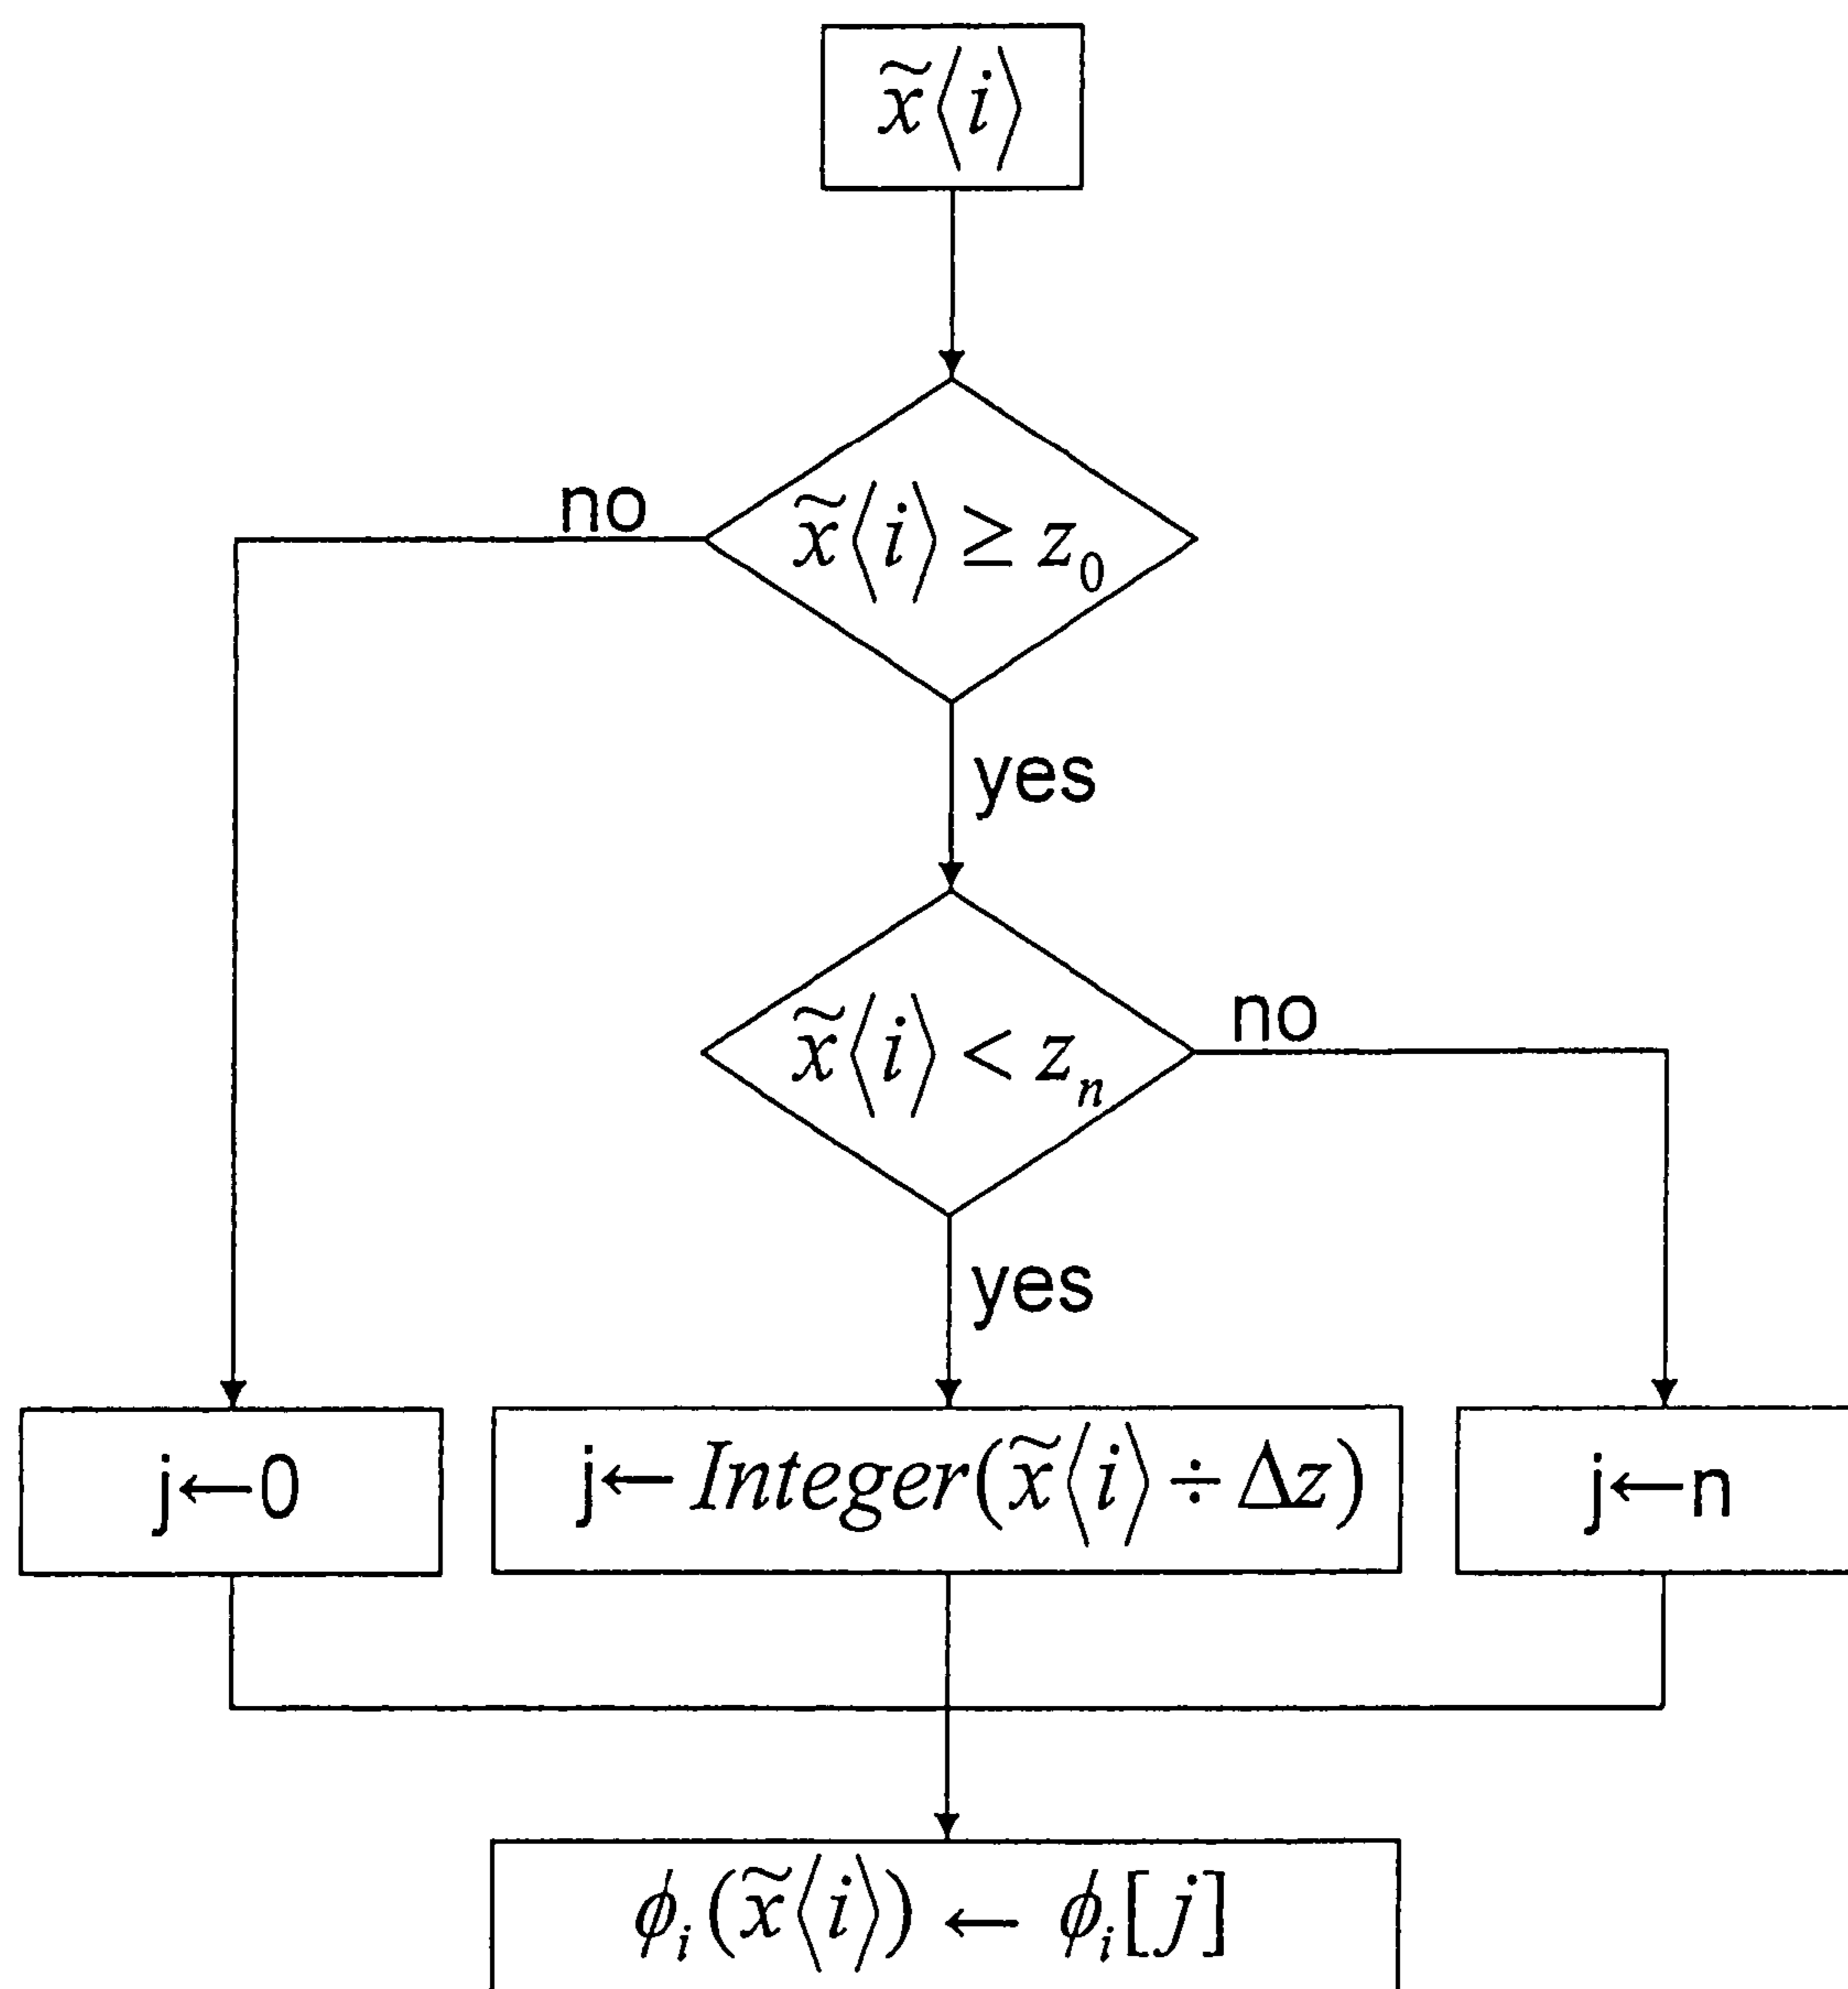 x̃⟨i⟩
no
x̃⟨i⟩ ≥ z₀
yes
x̃⟨i⟩ < zₙ
no
yes
j←0
j← Integer(x̃⟨i⟩ ÷ Δz)
j←n
ϕᵢ(x̃⟨i⟩) ← ϕᵢ[j]